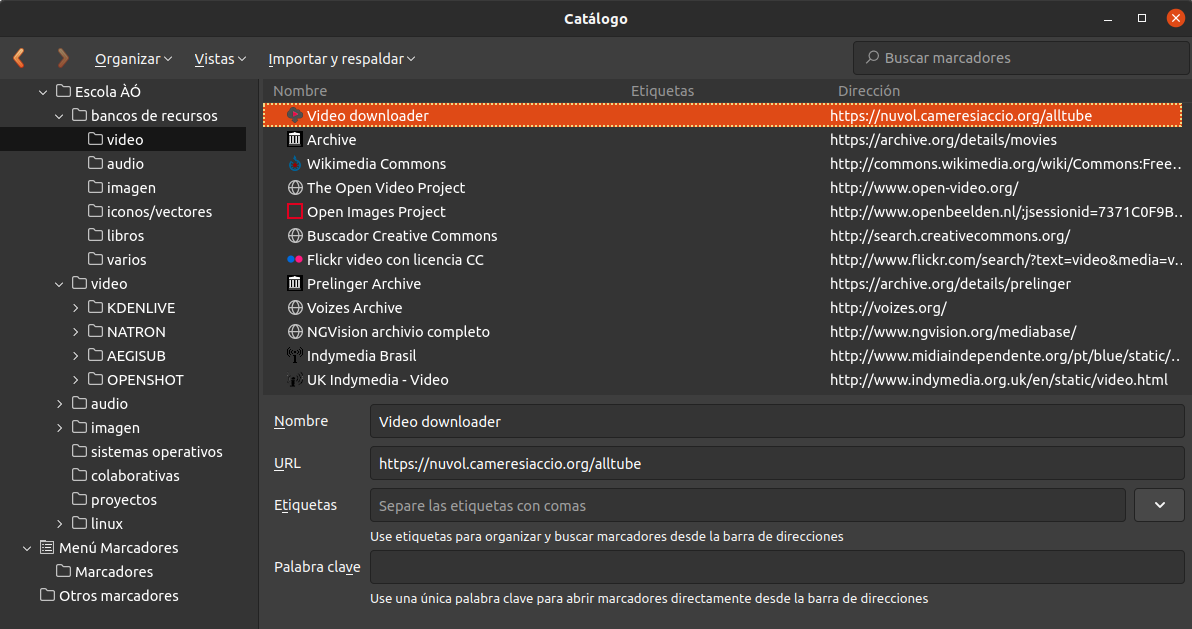 Catálogo
Organizar Vistas Importar y respaldar Buscar marcadores
Escola ÀÓ
bancos de recursos
video
audio
imagen
iconos/vectores
libros
varios
video
KDENLIVE
NATRON
AEGISUB
OPENSHOT
audio
imagen
sistemas operativos
colaborativas
proyectos
linux
Menú Marcadores
Marcadores
Otros marcadores
Nombre Etiquetas Dirección
Video downloader https://nuvol.cameresiaccio.org/alltube
Archive https://archive.org/details/movies
Wikimedia Commons http://commons.wikimedia.org/wiki/Commons:Free…
The Open Video Project http://www.open-video.org/
Open Images Project http://www.openbeelden.nl/;jsessionid=7371C0F9B…
Buscador Creative Commons http://search.creativecommons.org/
Flickr video con licencia CC http://www.flickr.com/search/?text=video&media=v…
Prelinger Archive https://archive.org/details/prelinger
Voizes Archive http://voizes.org/
NGVision archivio completo http://www.ngvision.org/mediabase/
Indymedia Brasil http://www.midiaindependente.org/pt/blue/static/…
UK Indymedia - Video http://www.indymedia.org.uk/en/static/video.html
Nombre Video downloader
URL https://nuvol.cameresiaccio.org/alltube
Etiquetas Separe las etiquetas con comas
Use etiquetas para organizar y buscar marcadores desde la barra de direcciones
Palabra clave
Use una única palabra clave para abrir marcadores directamente desde la barra de direcciones